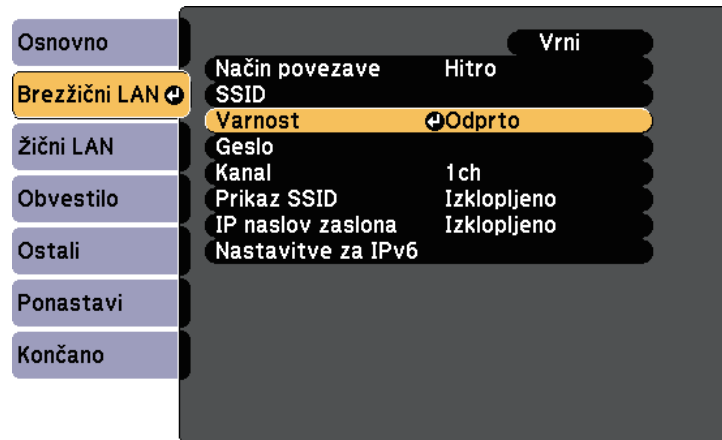 Osnovno
Brezžični LAN
Žični LAN
Obvestilo
Ostali
Ponastavi
Končano
Vrni
Način povezave Hitro
SSID
Varnost Odprto
Geslo
Kanal 1ch
Prikaz SSID Izklopljeno
IP naslov zaslona Izklopljeno
Nastavitve za IPv6